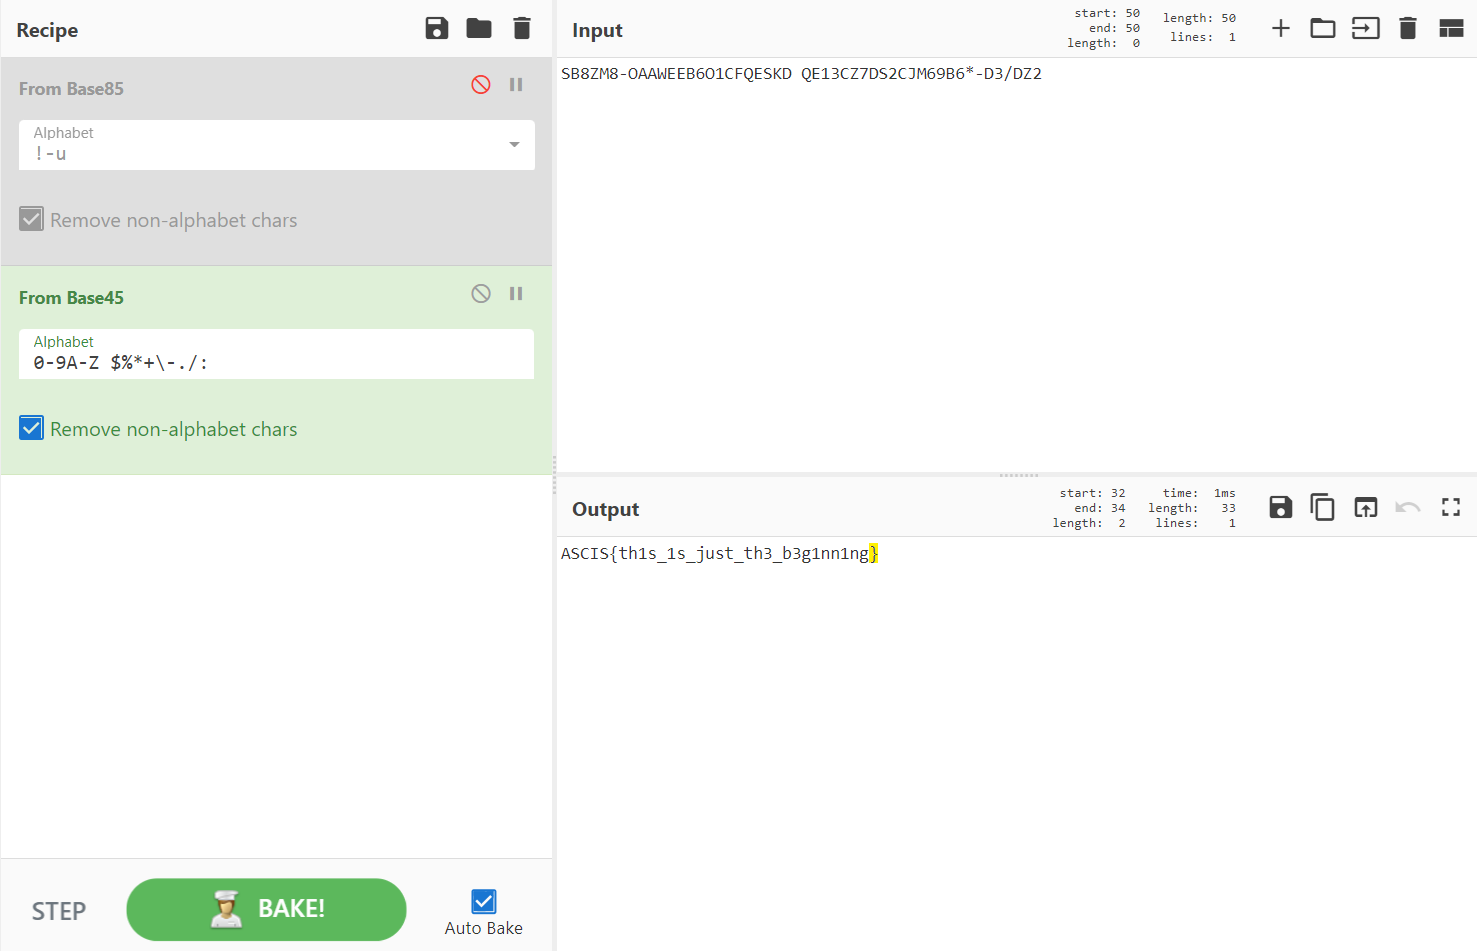 Recipe
From Base85
Alphabet
!-u
Remove non-alphabet chars
From Base45
Alphabet
0-9A-Z $%*+\-./:
Remove non-alphabet chars
STEP
BAKE!
Auto Bake
Input
start: 50
end: 50
length: 0
length: 50
lines: 1
SB8ZM8-OAAWEEB6O1CFQESKD QE13CZ7DS2CJM69B6*-D3/DZ2
Output
start: 32
end: 34
length: 2
time: 1ms
length: 33
lines: 1
ASCIS{th1s_1s_just_th3_b3g1nn1ng}